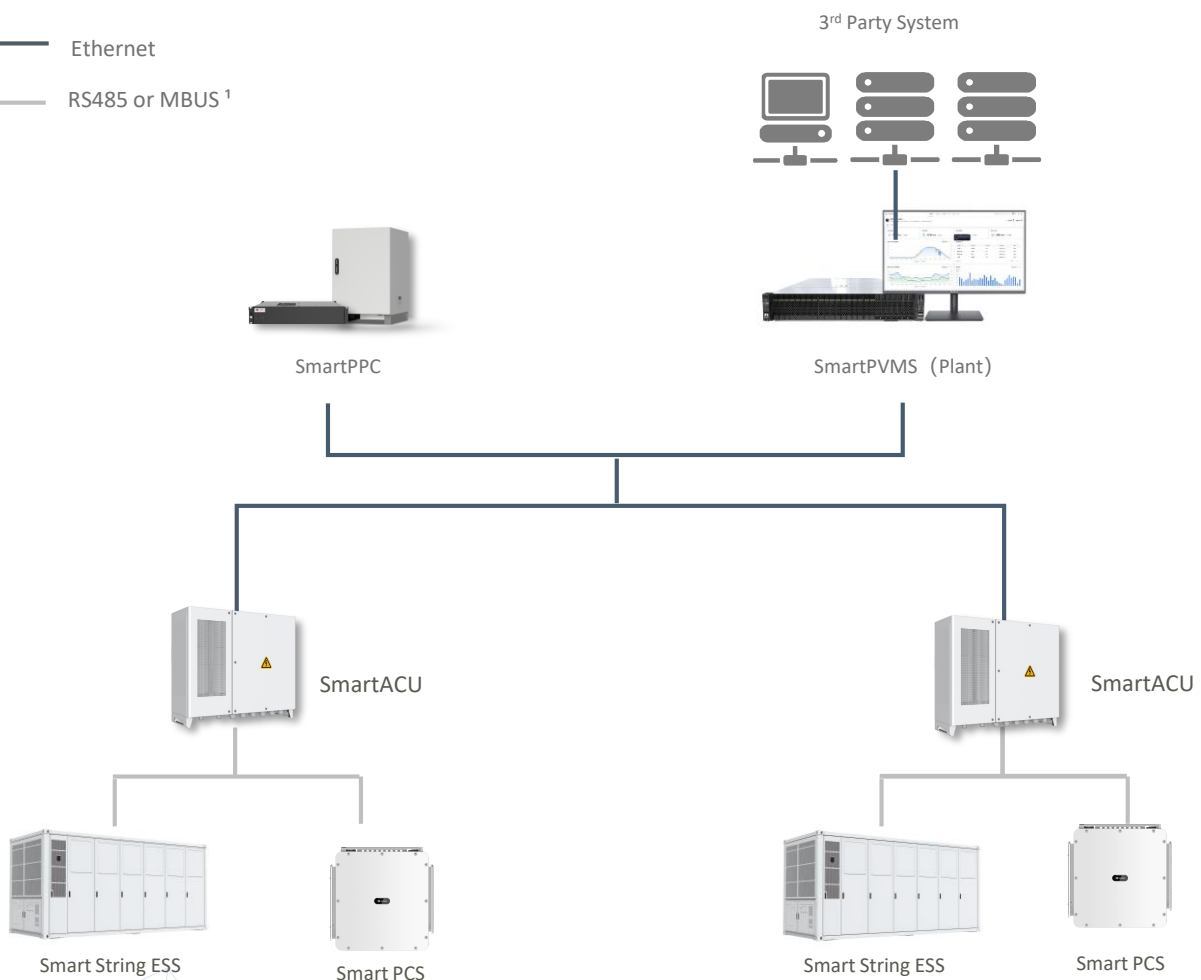 3rd Party System
Ethernet
RS485 or MBUS ¹
SmartPPC
SmartPVMS（Plant）
SmartACU
SmartACU
Smart String ESS
Smart PCS
Smart String ESS
Smart PCS